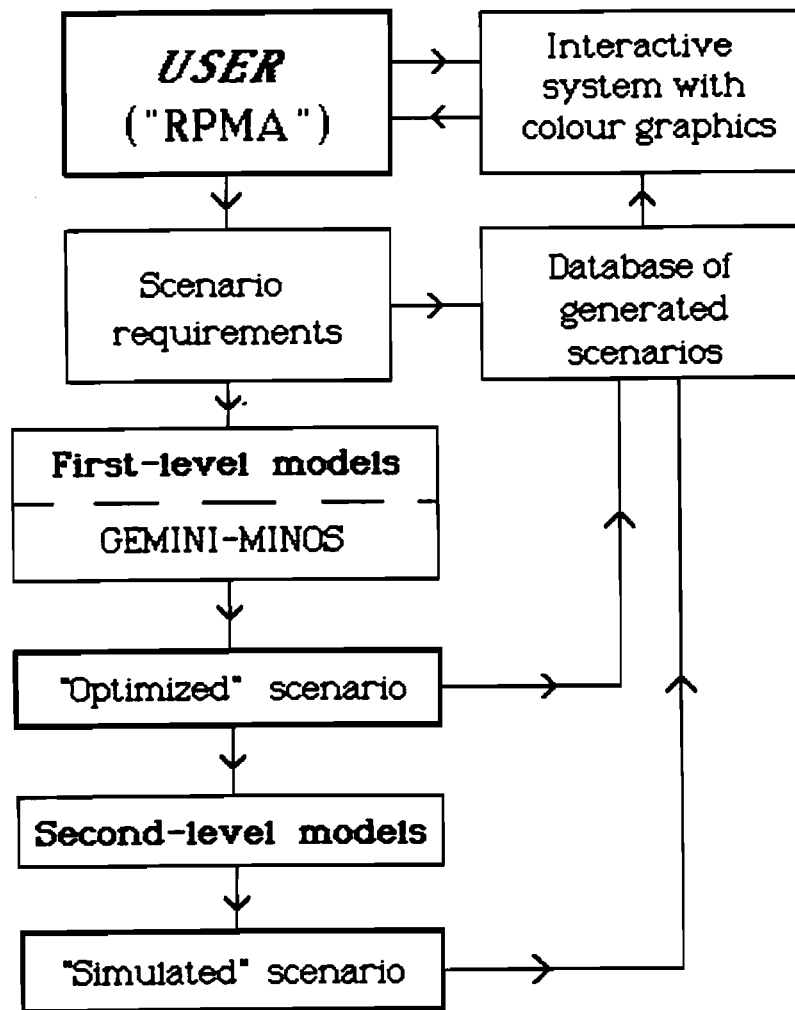 USER
("RPMA")
Interactive
system with
colour graphics
Scenario
requirements
Database of
generated
scenarios
First-level models
GEMINI-MINOS
"Optimized" scenario
Second-level models
"Simulated" scenario